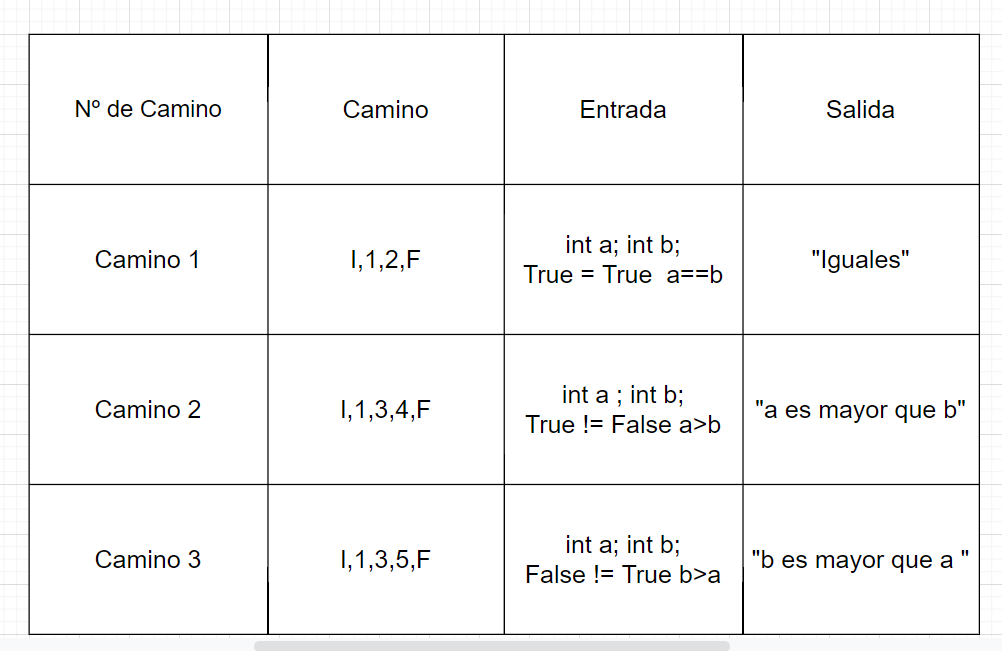 Nº de Camino
Camino
Entrada
Salida
Camino 1
I,1,2,F
int a; int b;
True = True  a==b
"Iguales"
Camino 2
I,1,3,4,F
int a ; int b;
True != False a>b
"a es mayor que b"
Camino 3
I,1,3,5,F
int a; int b;
False != True b>a
"b es mayor que a "